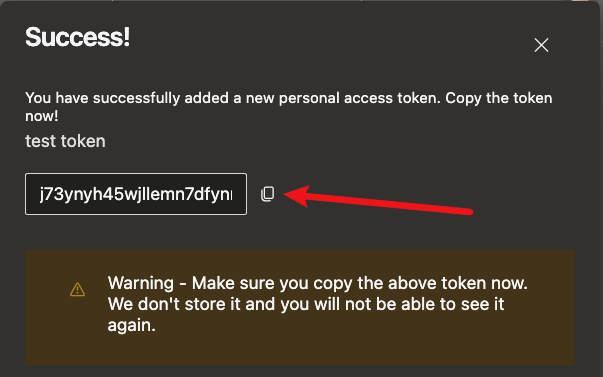 Success!
You have successfully added a new personal access token. Copy the token
now!
test token
j73ynyh45wjllemn7dfyn
Warning - Make sure you copy the above token now.
We don't store it and you will not be able to see it
again.